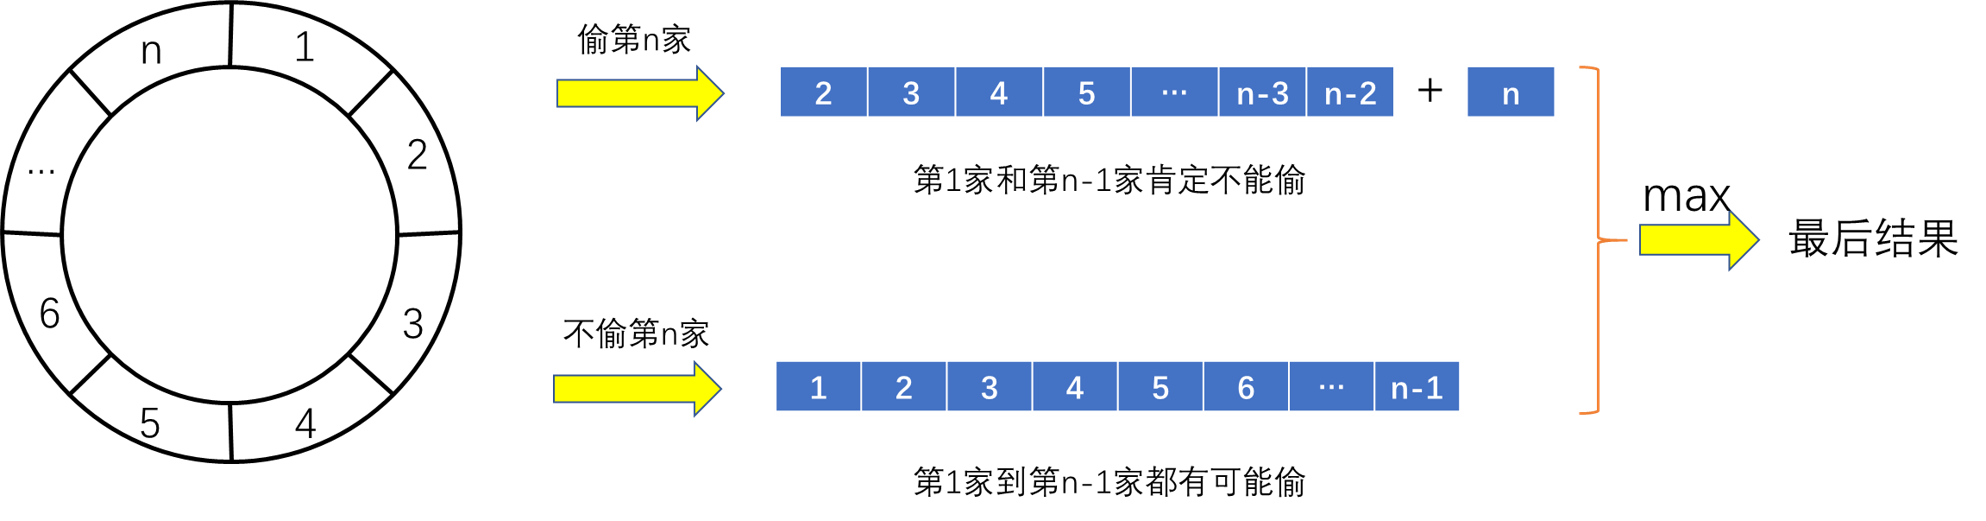 n 1
2
3
4
5
6
...
偷第n家
2 3 4 5 ... n-3 n-2 + n
第1家和第n-1家肯定不能偷
不偷第n家
1 2 3 4 5 6 ... n-1
第1家到第n-1家都有可能偷
max
最后结果